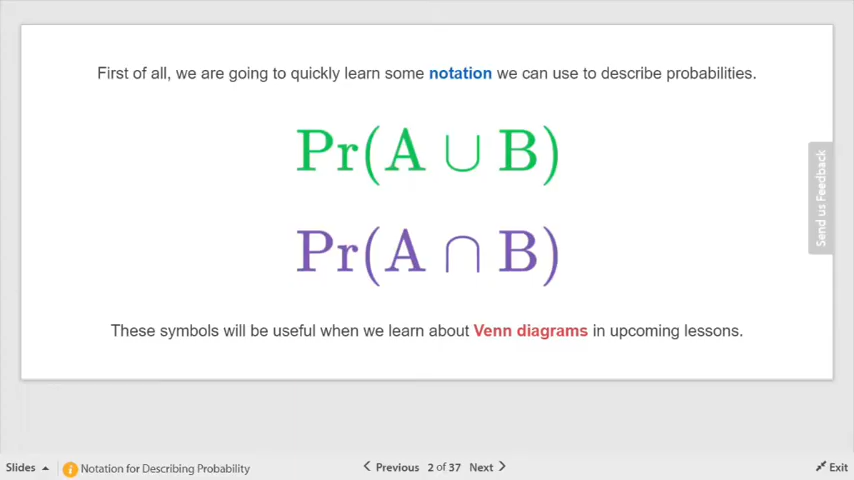 First of all, we are going to quickly learn some notation we can use to describe probabilities.
Pr(A ∪ B)
Pr(A ∩ B)
These symbols will be useful when we learn about Venn diagrams in upcoming lessons.
Send us Feedback
Slides
Notation for Describing Probability
Previous 2 of 37 Next
Exit